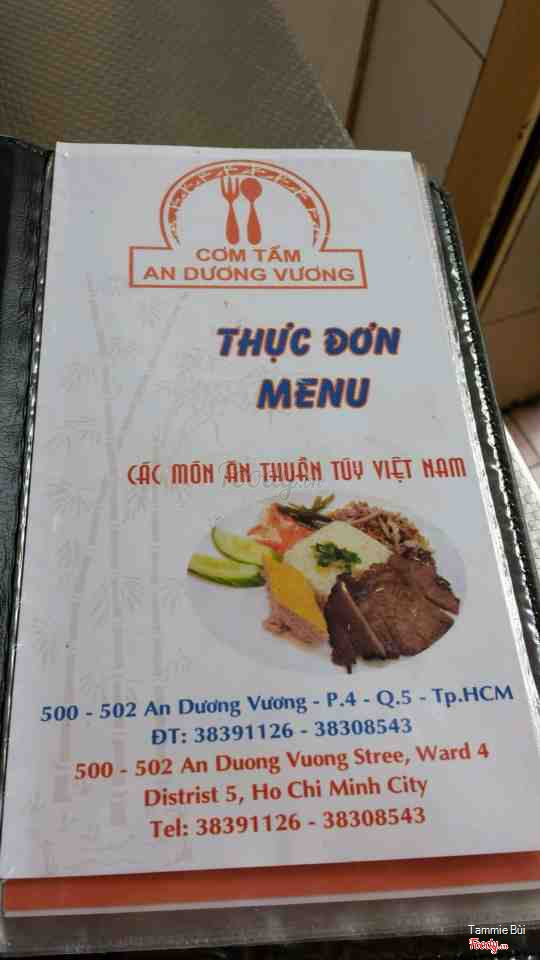 CƠM TẤM
AN DƯƠNG VƯƠNG
THỰC ĐƠN
MENU
CÁC MÓN ĂN THUẦN TÚY VIỆT NAM
Foody.vn
500 - 502 An Dương Vương - P.4 - Q.5 - Tp.HCM
ĐT: 38391126 - 38308543
500 - 502 An Duong Vuong Stree, Ward 4
Distrist 5, Ho Chi Minh City
Tel: 38391126 - 38308543
Tammie Bùi
Foody.vn